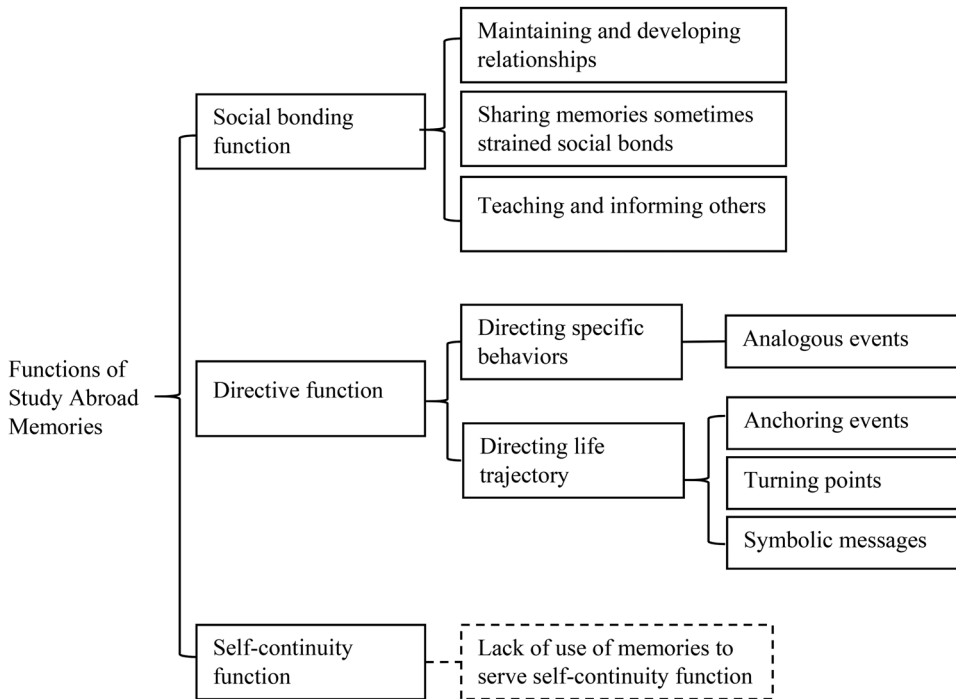 Functions of
Study Abroad
Memories
Social bonding
function
Maintaining and developing
relationships
Sharing memories sometimes
strained social bonds
Teaching and informing others
Directive function
Directing specific
behaviors
Analogous events
Directing life
trajectory
Anchoring events
Turning points
Symbolic messages
Self-continuity
function
Lack of use of memories to
serve self-continuity function